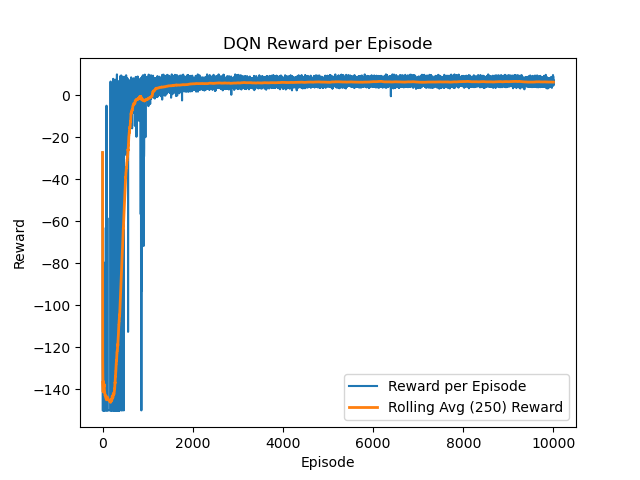 DQN Reward per Episode
Reward
0
−20
−40
−60
−80
−100
−120
−140
Reward per Episode
Rolling Avg (250) Reward
0 2000 4000 6000 8000 10000
Episode